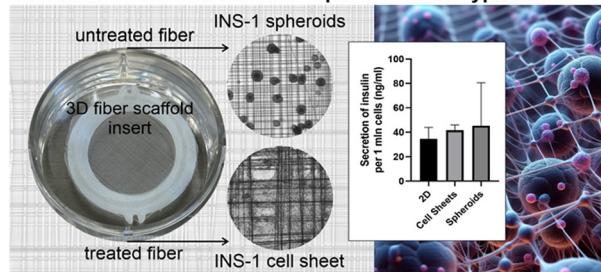 untreated fiber
INS-1 spheroids
3D fiber scaffold
insert
treated fiber
INS-1 cell sheet
Secretion of insulin
per 1 mln cells (ng/ml)
100
80
60
40
20
0
2D
Cell Sheets
Spheroids